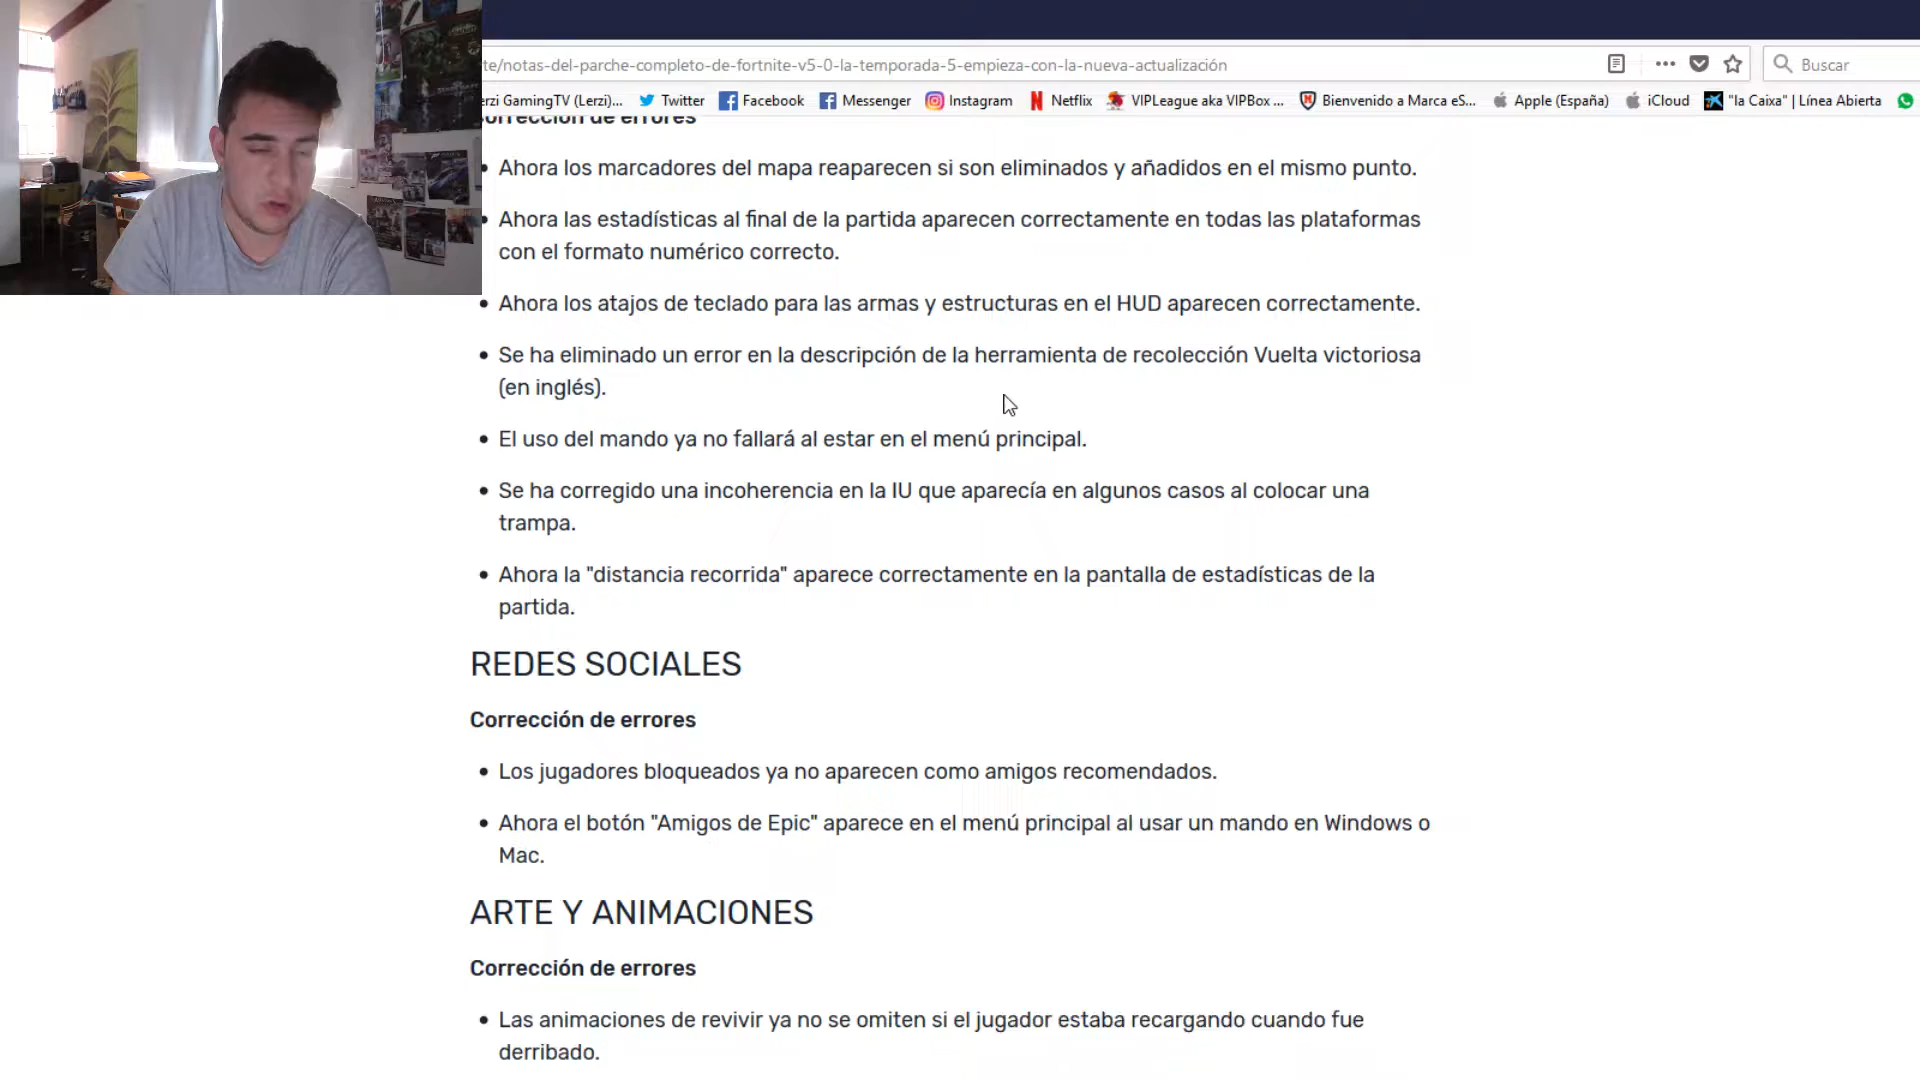 te/notas-del-parche-completo-de-fortnite-v5-0-la-temporada-5-empieza-con-la-nueva-actualización
Buscar
erzi GamingTV (Lerzi)... Twitter Facebook Messenger Instagram Netflix VIPLeague aka VIPBox ... Bienvenido a Marca eS... Apple (España) iCloud "la Caixa" | Línea Abierta
Corrección de errores
• Ahora los marcadores del mapa reaparecen si son eliminados y añadidos en el mismo punto.
• Ahora las estadísticas al final de la partida aparecen correctamente en todas las plataformas
con el formato numérico correcto.
• Ahora los atajos de teclado para las armas y estructuras en el HUD aparecen correctamente.
• Se ha eliminado un error en la descripción de la herramienta de recolección Vuelta victoriosa
(en inglés).
• El uso del mando ya no fallará al estar en el menú principal.
• Se ha corregido una incoherencia en la IU que aparecía en algunos casos al colocar una
trampa.
• Ahora la "distancia recorrida" aparece correctamente en la pantalla de estadísticas de la
partida.
REDES SOCIALES
Corrección de errores
• Los jugadores bloqueados ya no aparecen como amigos recomendados.
• Ahora el botón "Amigos de Epic" aparece en el menú principal al usar un mando en Windows o
Mac.
ARTE Y ANIMACIONES
Corrección de errores
• Las animaciones de revivir ya no se omiten si el jugador estaba recargando cuando fue
derribado.